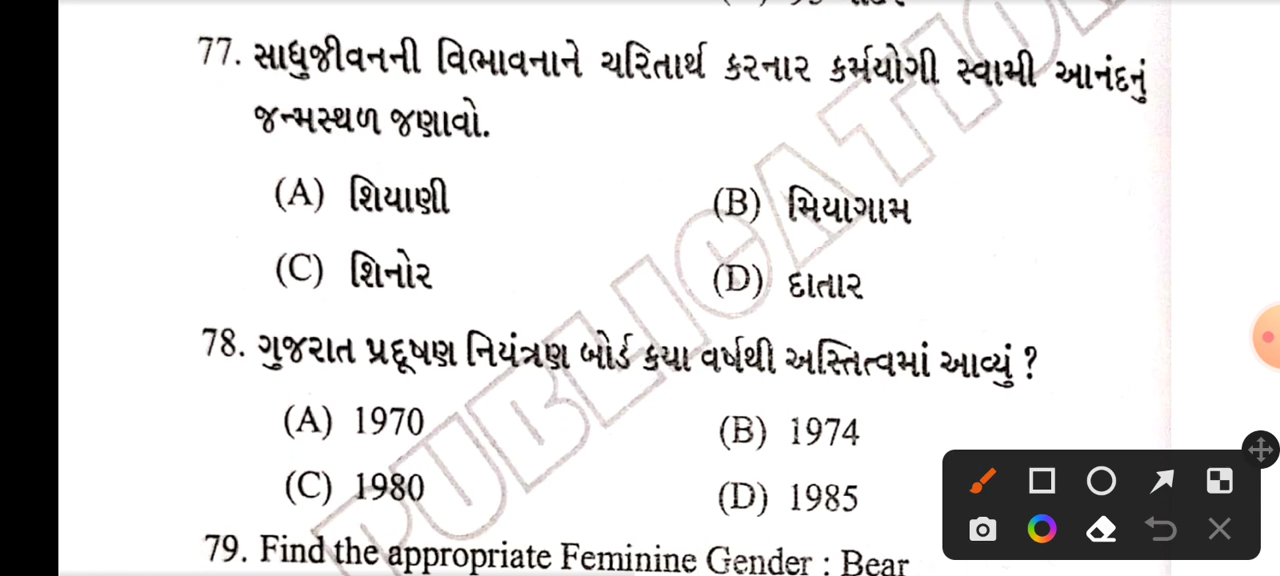 77. સાધુજીવનની વિભાવનાને ચરિતાર્થ કરનાર કર્મયોગી સ્વામી આનંદનું
જન્મસ્થળ જણાવો.
(A) શિયાણી (B) મિયાગામ
(C) શિનોર (D) દાતાર
78. ગુજરાત પ્રદૂષણ નિયંત્રણ બોર્ડ કયા વર્ષથી અસ્તિત્વમાં આવ્યું ?
(A) 1970 (B) 1974
(C) 1980 (D) 1985
79. Find the appropriate Feminine Gender : Bear
PUBLICATION